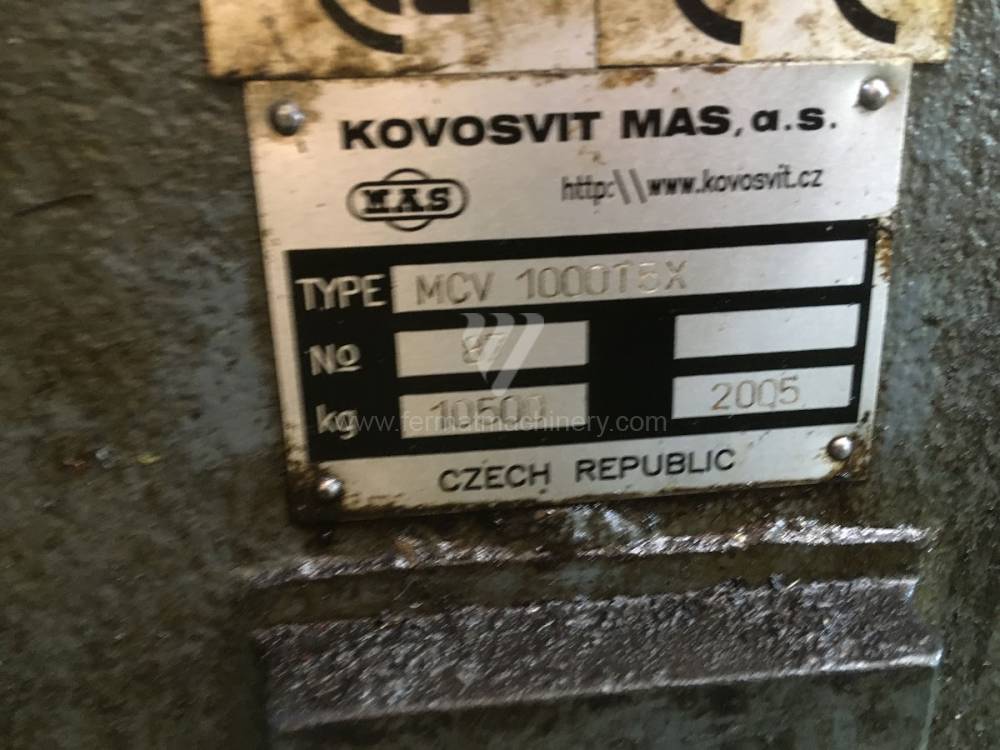 KOVOSVIT MAS, a.s.
MAS
http:\\www.kovosvit.cz
TYPE MCV 1000T5X
No 87
kg 10500 2005
www.fermatmachinery.com
CZECH REPUBLIC